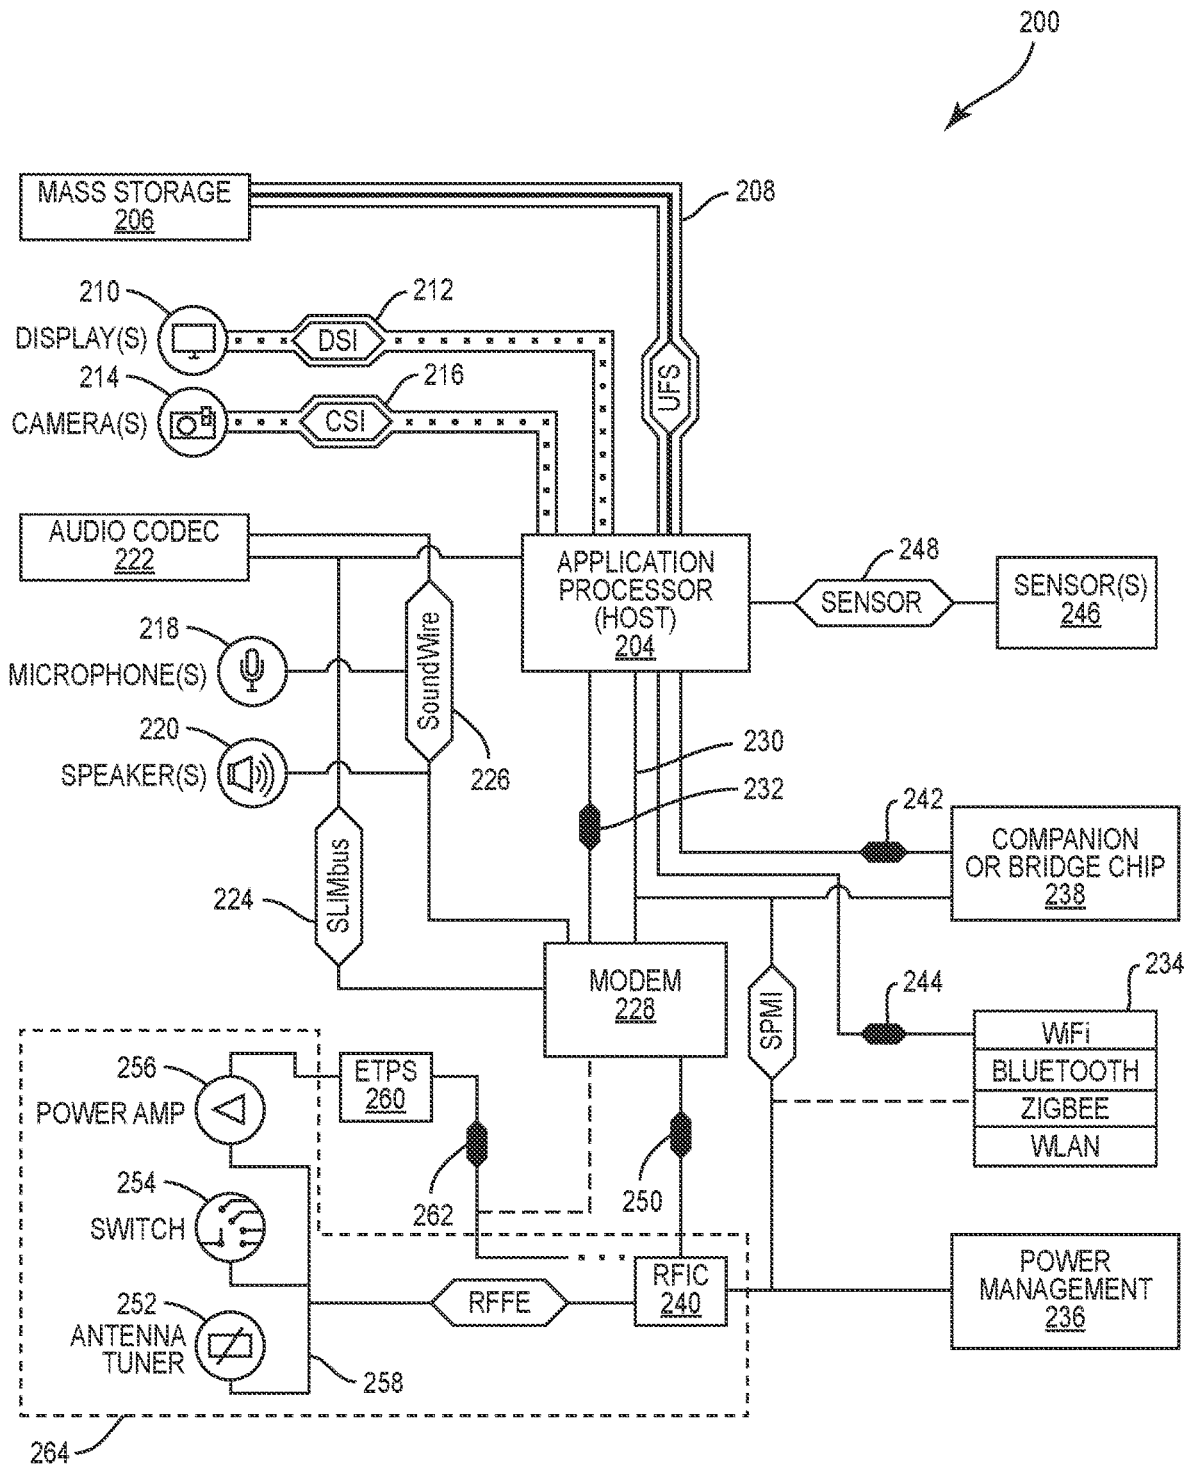 200
MASS STORAGE
206
208
210
212
DISPLAY(S)
DSI
214
216
UFS
CAMERA(S)
CSI
AUDIO CODEC
222
APPLICATION
PROCESSOR
(HOST)
204
248
SENSOR
SENSOR(S)
246
218
MICROPHONE(S)
SoundWire
220
SPEAKER(S)
226
230
232
242
COMPANION
OR BRIDGE CHIP
238
224
SLIMbus
MODEM
228
SPMI
244
234
WiFi
BLUETOOTH
ZIGBEE
WLAN
256
POWER AMP
ETPS
260
262
250
254
SWITCH
RFIC
240
RFFE
POWER
MANAGEMENT
236
252
ANTENNA
TUNER
258
264